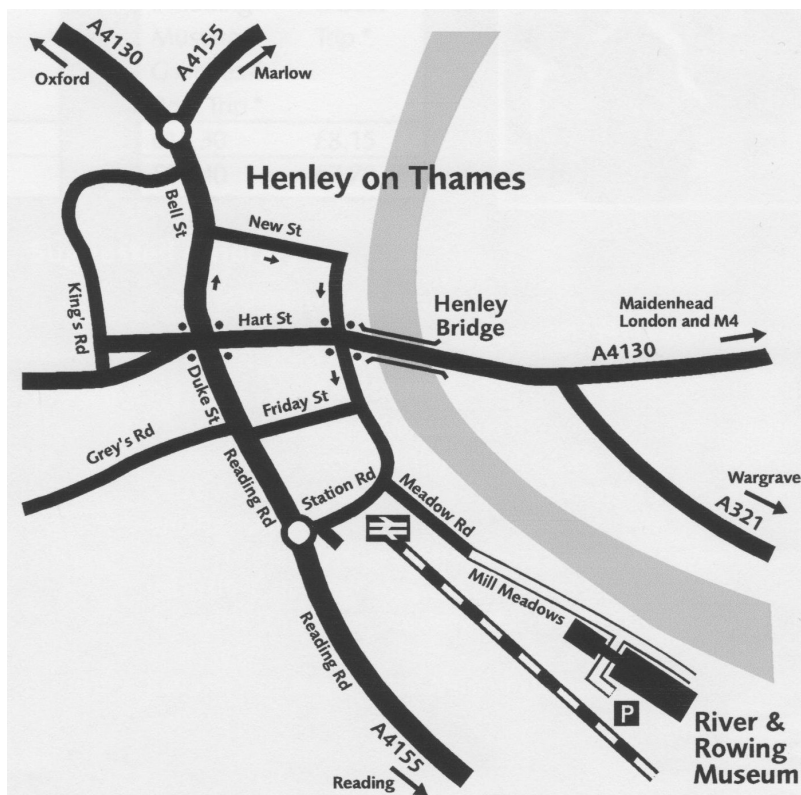 A4130
A4155
Oxford
Marlow
Henley on Thames
Bell St
New St
King's Rd
Hart St
Henley
Bridge
Maidenhead
London and M4
A4130
Duke St
Friday St
Grey's Rd
Reading Rd
Station Rd
Meadow Rd
Wargrave
A321
Mill Meadows
Reading Rd
P
River &
Rowing
Museum
A4155
Reading